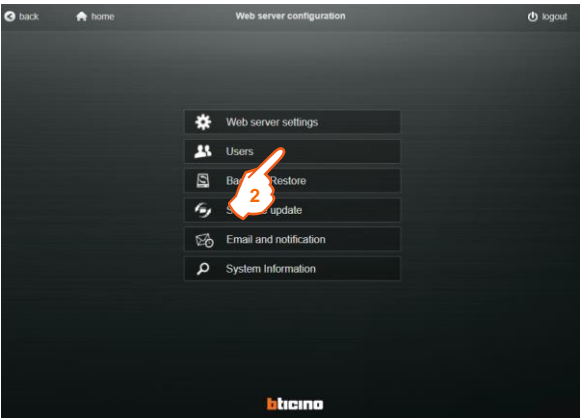 back
home
Web server configuration
logout
Web server settings
Users
Restore
2
update
Email and notification
System Information
bticino